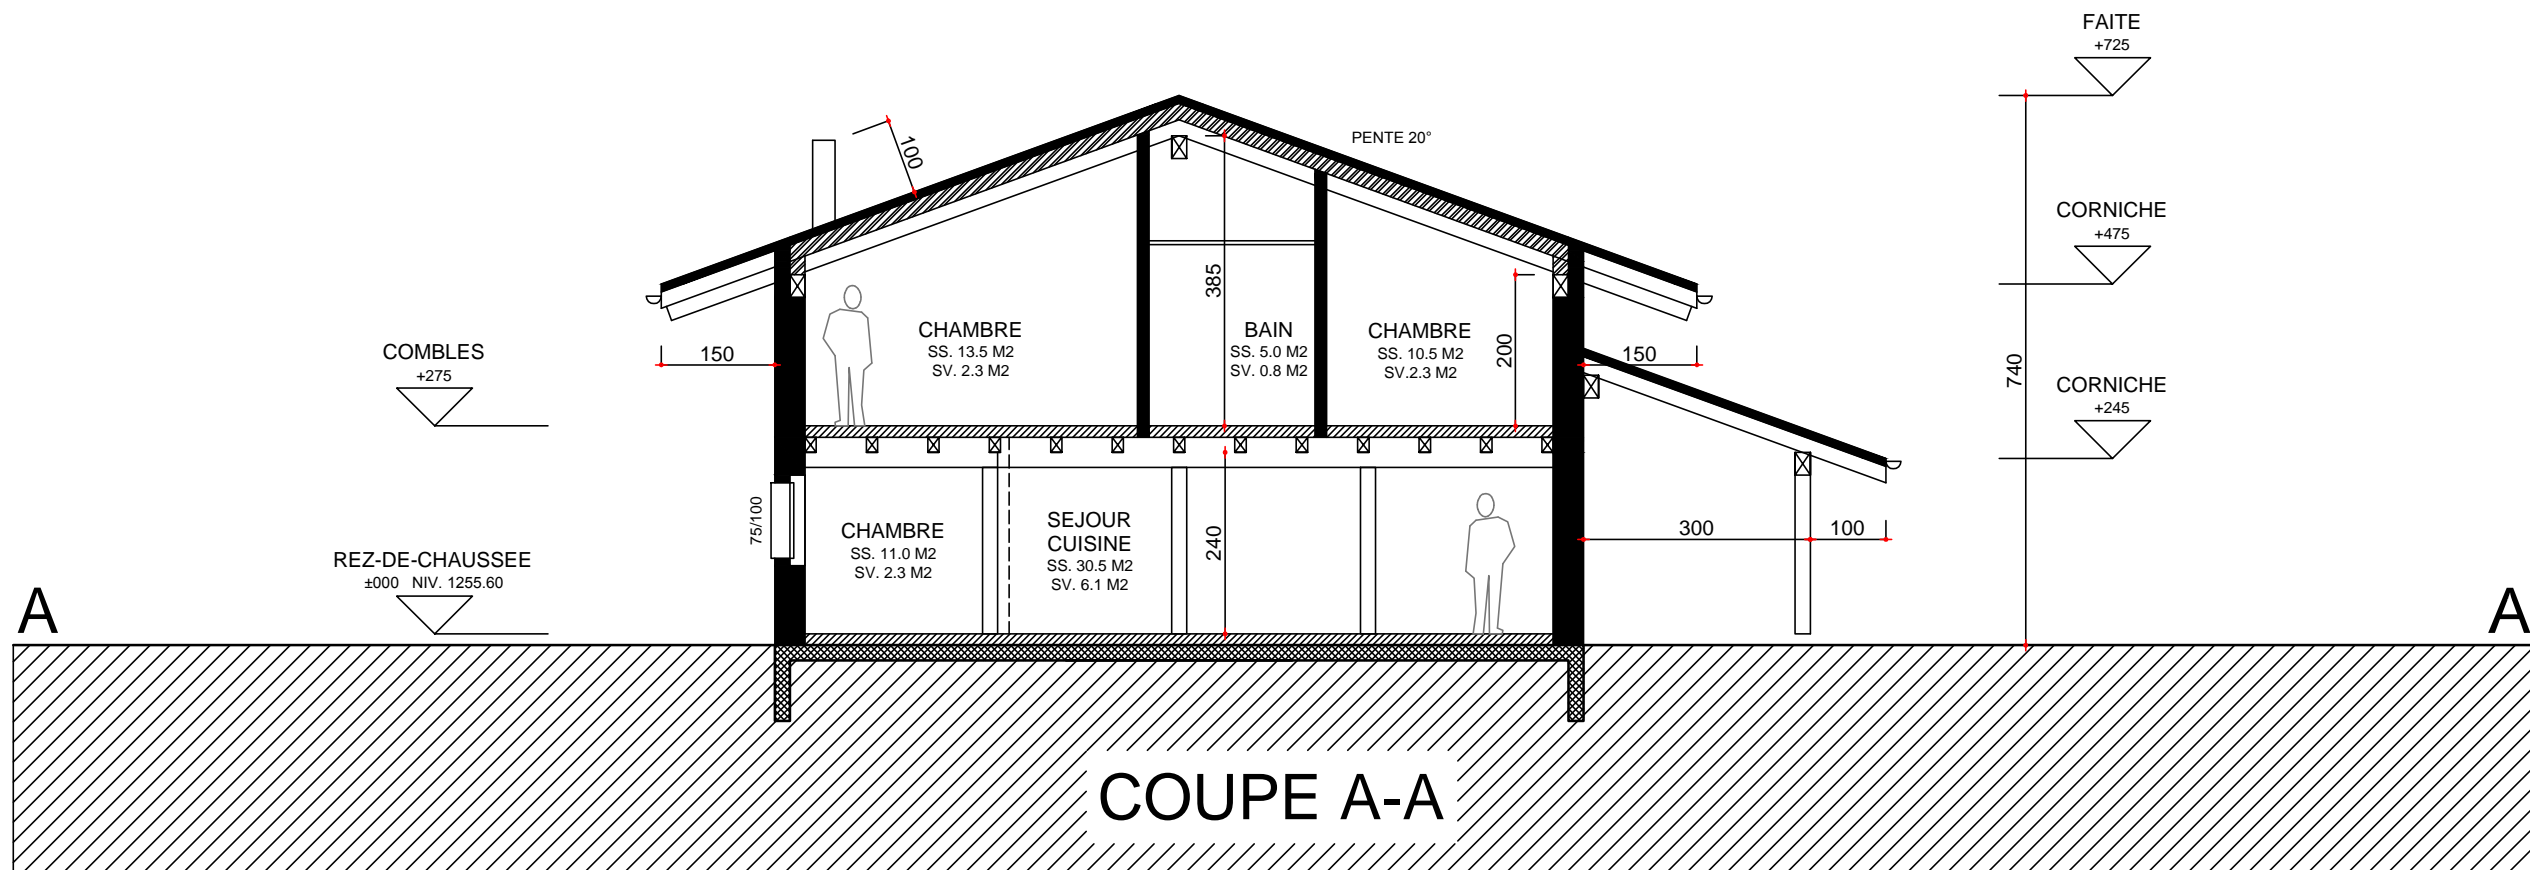 FAITE
+725
PENTE 20°
100
CORNICHE
+475
385
CHAMBRE
SS. 13.5 M2
SV. 2.3 M2
BAIN
SS. 5.0 M2
SV. 0.8 M2
CHAMBRE
SS. 10.5 M2
SV.2.3 M2
200
COMBLES
+275
150
150
740
CORNICHE
+245
75/100
CHAMBRE
SS. 11.0 M2
SV. 2.3 M2
SEJOUR
CUISINE
SS. 30.5 M2
SV. 6.1 M2
240
300
100
REZ-DE-CHAUSSEE
±000 NIV. 1255.60
A
A
COUPE A-A